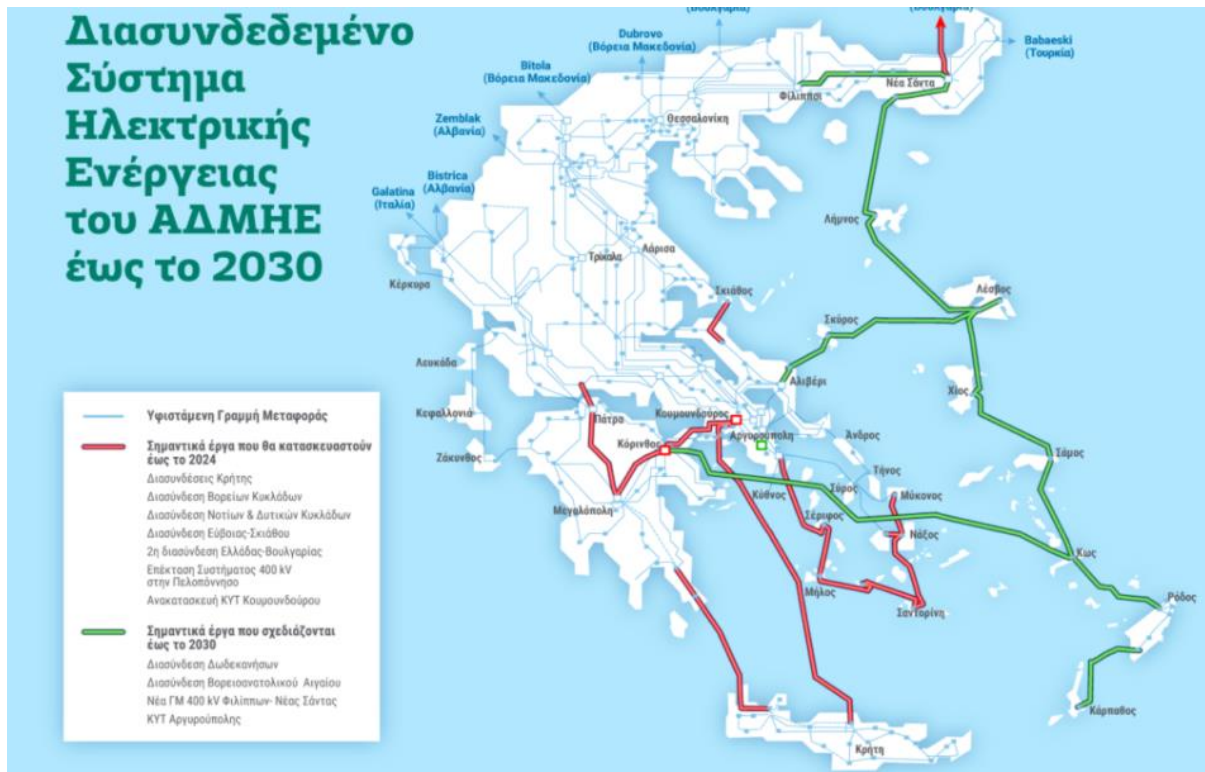 Διασυνδεδεμένο
Σύστημα
Ηλεκτρικής
Ενέργειας
του ΑΔΜΗΕ
έως το 2030
(Βουλγαρία)
(Βουλγαρία)
Dubrovo
(Βόρεια Μακεδονία)
Babaeski
(Τουρκία)
Bitola
(Βόρεια Μακεδονία)
Νέα Σάντα
Φίλιπποι
Zemblak
(Αλβανία)
Θεσσαλονίκη
Bistrica
(Αλβανία)
Galatina
(Ιταλία)
Λήμνος
Λάρισα
Τρίκαλα
Κέρκυρα
Σκιάθος
Λέσβος
Σκύρος
Λευκάδα
Αλιβέρι
Χίος
Κεφαλλονιά
Πάτρα
Κουμουνδούρος
Κόρινθος
Αργυρούπολη
Άνδρος
Ζάκυνθος
Σάμος
Τήνος
Μεγαλόπολη
Κύθνος
Σύρος
Μύκονος
Σέριφος
Νάξος
Κως
Μήλος
Σαντορίνη
Ρόδος
Κάρπαθος
Κρήτη
Υφιστάμενη Γραμμή Μεταφοράς
Σημαντικά έργα που θα κατασκευαστούν
έως το 2024
Διασυνδέσεις Κρήτης
Διασύνδεση Βορείων Κυκλάδων
Διασύνδεση Νοτίων & Δυτικών Κυκλάδων
Διασύνδεση Εύβοιας-Σκιάθου
2η διασύνδεση Ελλάδας-Βουλγαρίας
Επέκταση Συστήματος 400 kV
στην Πελοπόννησο
Ανακατασκευή ΚΥΤ Κουμουνδούρου
Σημαντικά έργα που σχεδιάζονται
έως το 2030
Διασύνδεση Δωδεκανήσων
Διασύνδεση Βορειοανατολικού Αιγαίου
Νέα ΓΜ 400 kV Φιλίππων- Νέας Σάντας
ΚΥΤ Αργυρούπολης